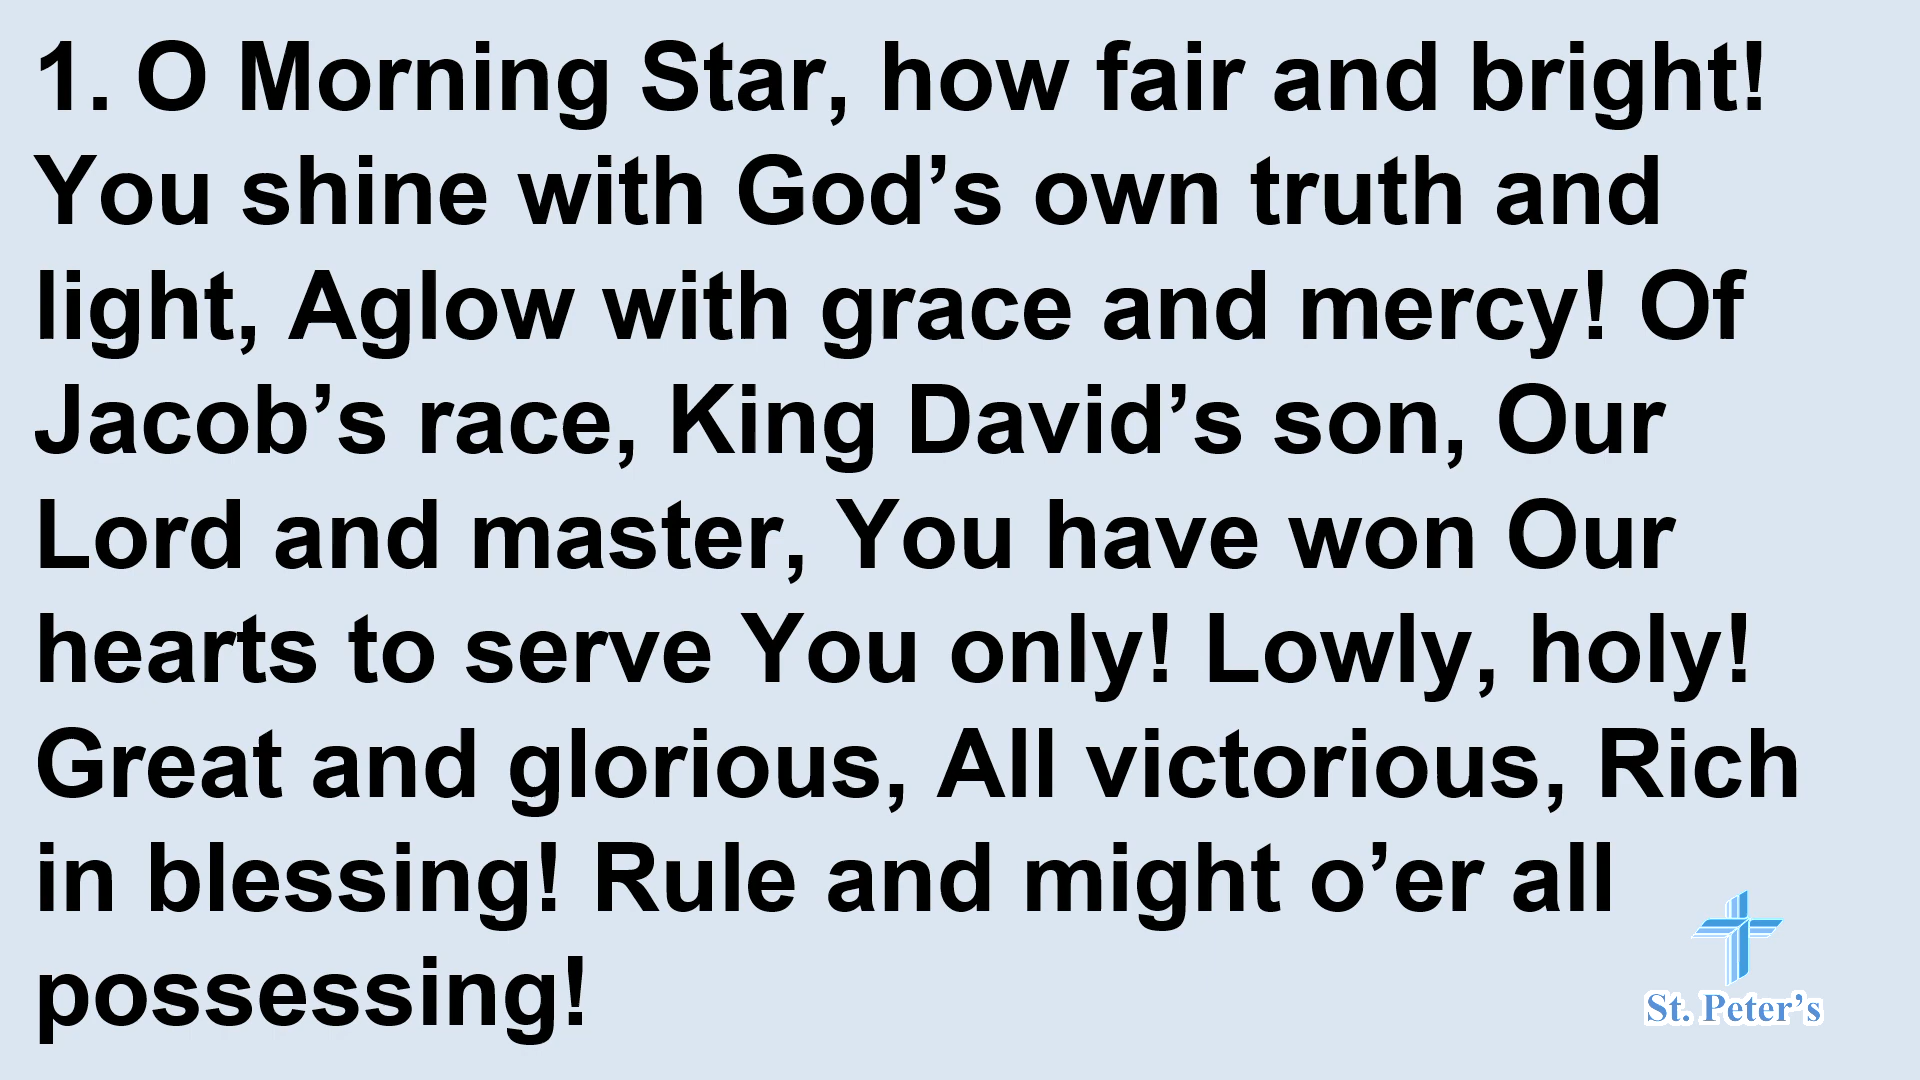 1. O Morning Star, how fair and bright!
You shine with God’s own truth and
light, Aglow with grace and mercy! Of
Jacob’s race, King David’s son, Our
Lord and master, You have won Our
hearts to serve You only! Lowly, holy!
Great and glorious, All victorious, Rich
in blessing! Rule and might o’er all
possessing!
St. Peter’s